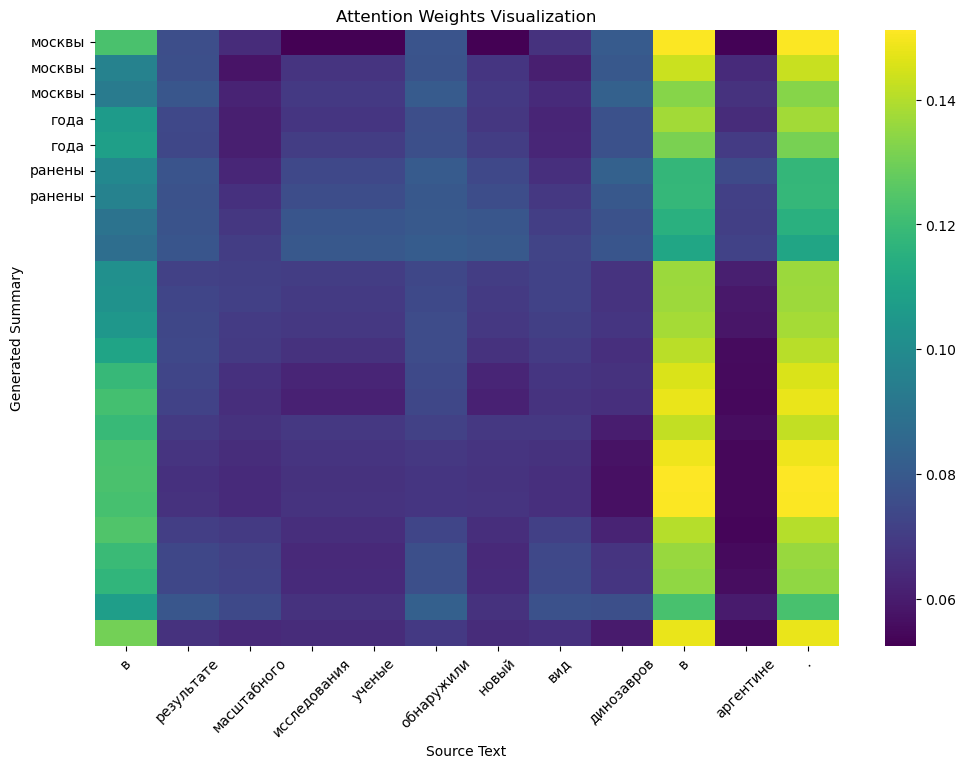 Attention Weights Visualization
москвы
москвы
москвы
года
года
ранены
ранены
Generated Summary
в
результате
масштабного
исследования
ученые
обнаружили
новый
вид
динозавров
в
аргентине
.
Source Text
0.14
0.12
0.10
0.08
0.06